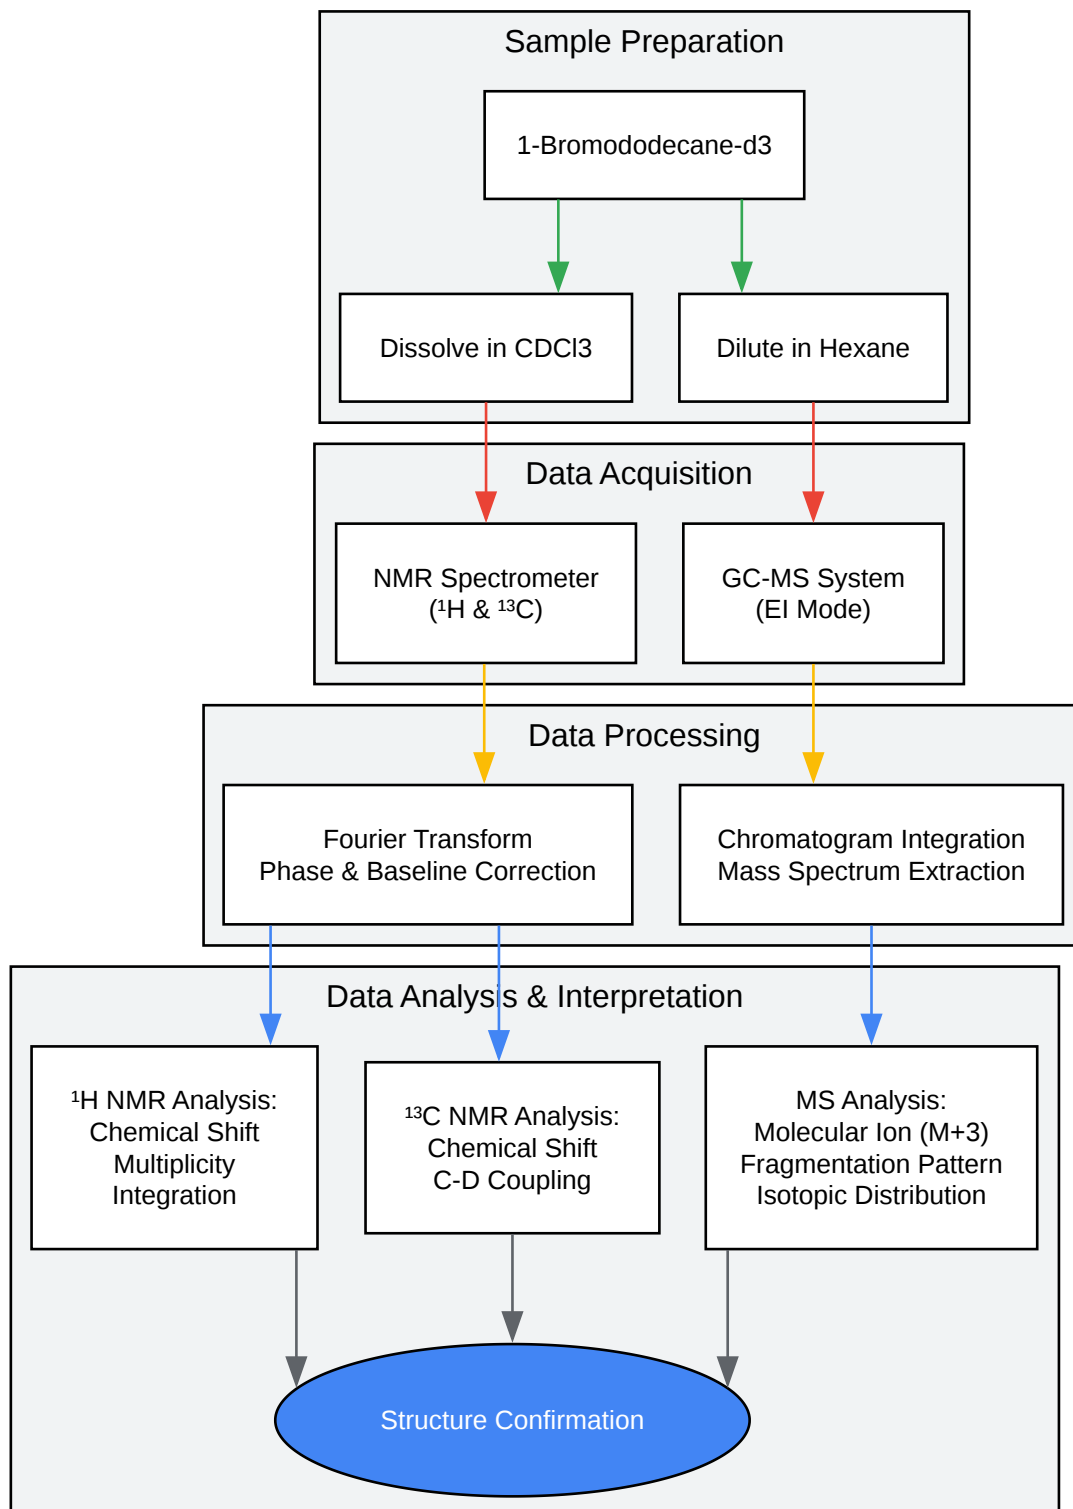 Sample Preparation
1-Bromododecane-d3
Dissolve in CDCl3
Dilute in Hexane
Data Acquisition
NMR Spectrometer
(¹H & ¹³C)
GC-MS System
(EI Mode)
Data Processing
Fourier Transform
Phase & Baseline Correction
Chromatogram Integration
Mass Spectrum Extraction
Data Analysis & Interpretation
¹H NMR Analysis:
Chemical Shift
Multiplicity
Integration
¹³C NMR Analysis:
Chemical Shift
C-D Coupling
MS Analysis:
Molecular Ion (M+3)
Fragmentation Pattern
Isotopic Distribution
Structure Confirmation